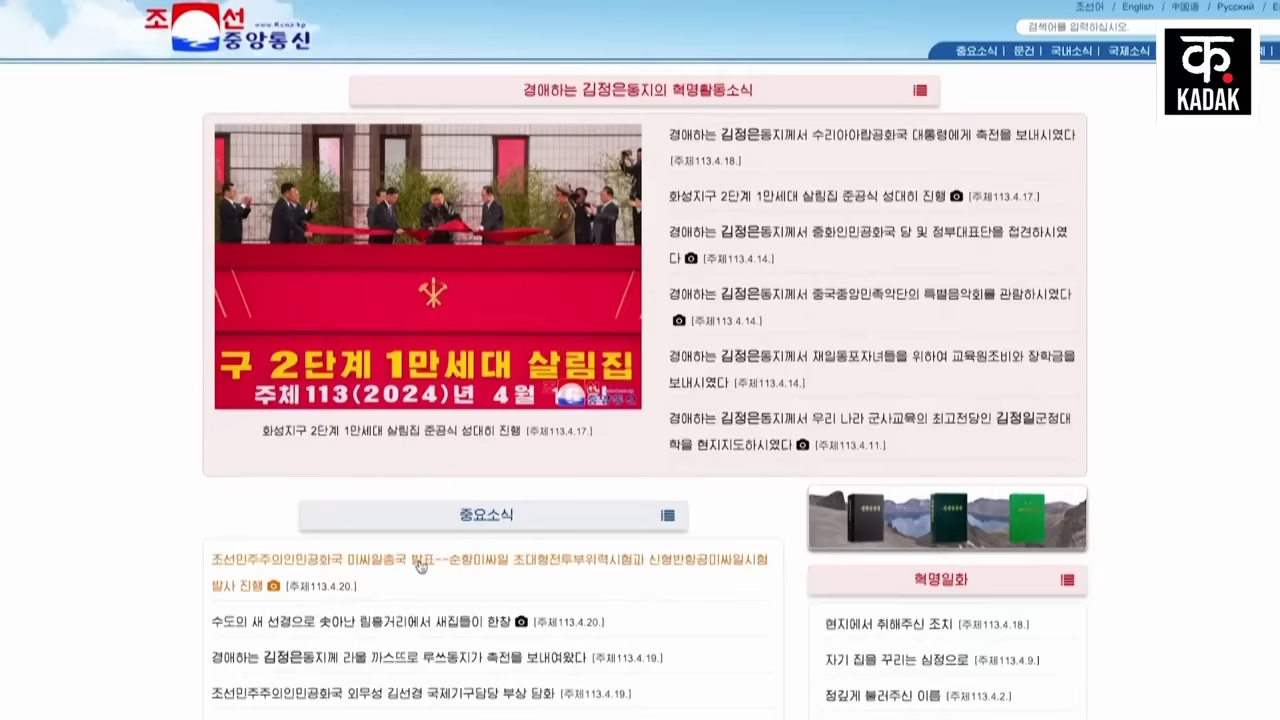 조선어 / English / 中国语 / Русский /
조선
www.kcna.kp
중앙통신
검색어를 입력하십시오.
중요소식 | 문건 | 국내소식 | 국제소식
क
KADAK
경애하는 김정은동지의 혁명활동소식
경애하는 김정은동지께서 수리아아랍공화국 대통령에게 축전을 보내시였다
[주체113.4.18.]
화성지구 2단계 1만세대 살림집 준공식 성대히 진행 [주체113.4.17.]
경애하는 김정은동지께서 중화인민공화국 당 및 정부대표단을 접견하시였
다 [주체113.4.14.]
경애하는 김정은동지께서 중국중앙민족악단의 특별음악회를 관람하시였다
[주체113.4.14.]
경애하는 김정은동지께서 재일동포자녀들을 위하여 교육원조비와 장학금을
보내시였다 [주체113.4.14.]
경애하는 김정은동지께서 우리 나라 군사교육의 최고전당인 김정일군정대
학을 현지지도하시였다 [주체113.4.11.]
구 2단계 1만세대 살림집
주체113(2024)년 4월
화성지구 2단계 1만세대 살림집 준공식 성대히 진행 [주체113.4.17.]
중요소식
조선민주주의인민공화국 미싸일총국 발표--순항미싸일 초대형전투부위력시험과 신형반항공미싸일시험
발사 진행 [주체113.4.20.]
수도의 새 선경으로 솟아난 림흥거리에서 새집들이 한창 [주체113.4.20.]
경애하는 김정은동지께 라울 까스뜨로 루쓰동지가 축전을 보내여왔다 [주체113.4.19.]
조선민주주의인민공화국 외무성 김선경 국제기구담당 부상 담화 [주체113.4.19.]
혁명일화
현지에서 취해주신 조치 [주체113.4.18.]
자기 집을 꾸리는 심정으로 [주체113.4.9.]
정깊게 불러주신 이름 [주체113.4.2.]